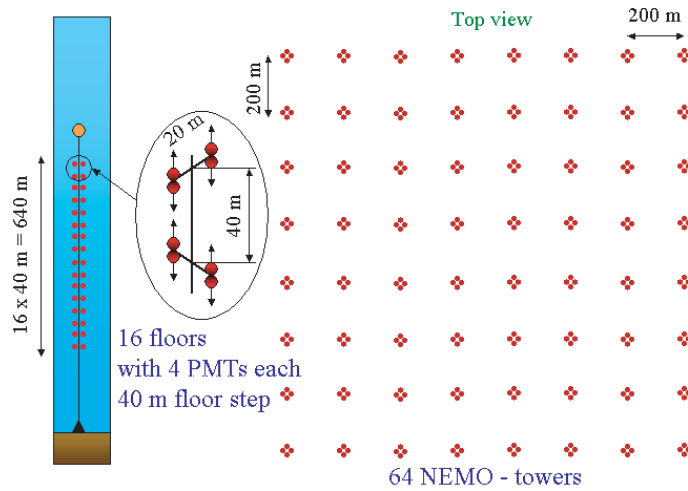 Top view
200 m
200 m
20 m
40 m
16 x 40 m = 640 m
16 floors
with 4 PMTs each
40 m floor step
64 NEMO - towers